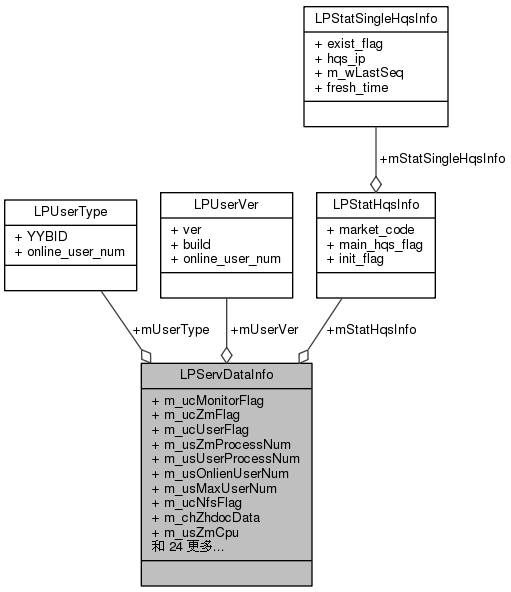 LPStatSingleHqsInfo
+ exist_flag
+ hqs_ip
+ m_wLastSeq
+ fresh_time
+mStatSingleHqsInfo
LPUserType
+ YYBID
+ online_user_num
LPUserVer
+ ver
+ build
+ online_user_num
LPStatHqsInfo
+ market_code
+ main_hqs_flag
+ init_flag
+mUserType
+mUserVer
+mStatHqsInfo
LPServDataInfo
+ m_ucMonitorFlag
+ m_ucZmFlag
+ m_ucUserFlag
+ m_usZmProcessNum
+ m_usUserProcessNum
+ m_usOnlienUserNum
+ m_usMaxUserNum
+ m_ucNfsFlag
+ m_chZhdocData
+ m_usZmCpu
和 24 更多...